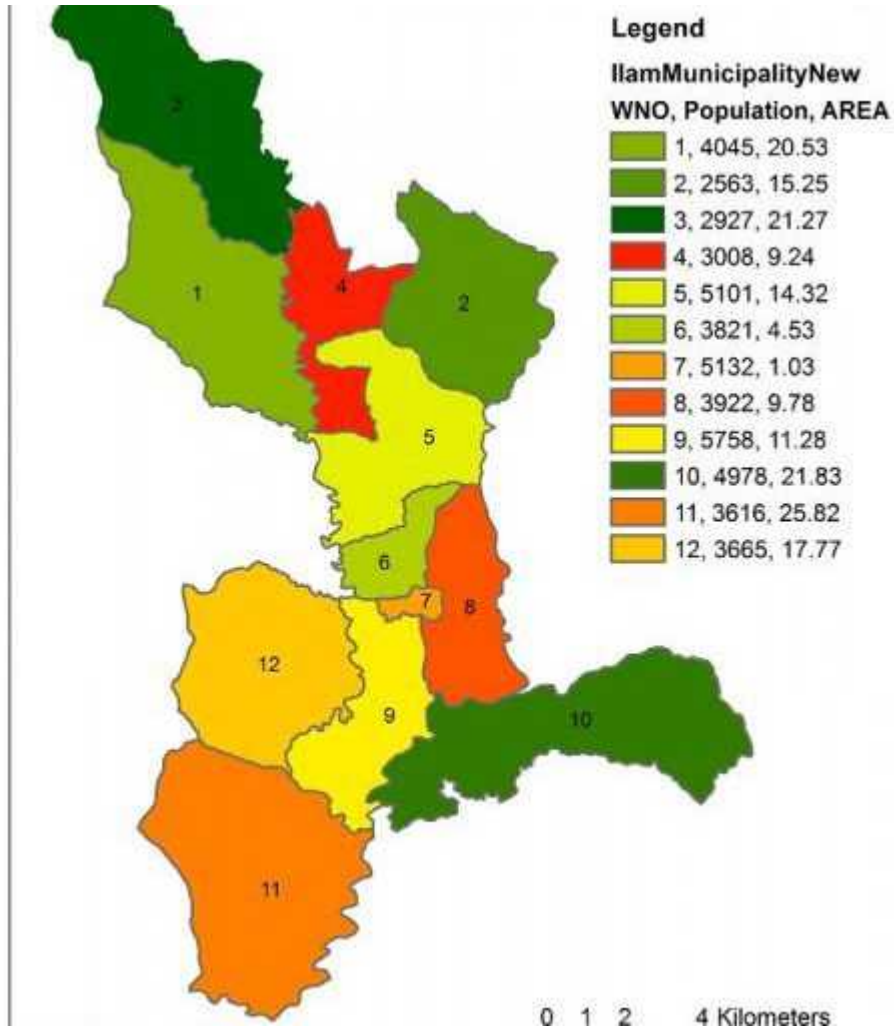 Legend
IlamMunicipalityNew
WNO, Population, AREA
1, 4045, 20.53
2, 2563, 15.25
3, 2927, 21.27
4, 3008, 9.24
5, 5101, 14.32
6, 3821, 4.53
7, 5132, 1.03
8, 3922, 9.78
9, 5758, 11.28
10, 4978, 21.83
11, 3616, 25.82
12, 3665, 17.77
3
1
4
2
5
6
7
8
12
9
10
11
0 1 2 4 Kilometers